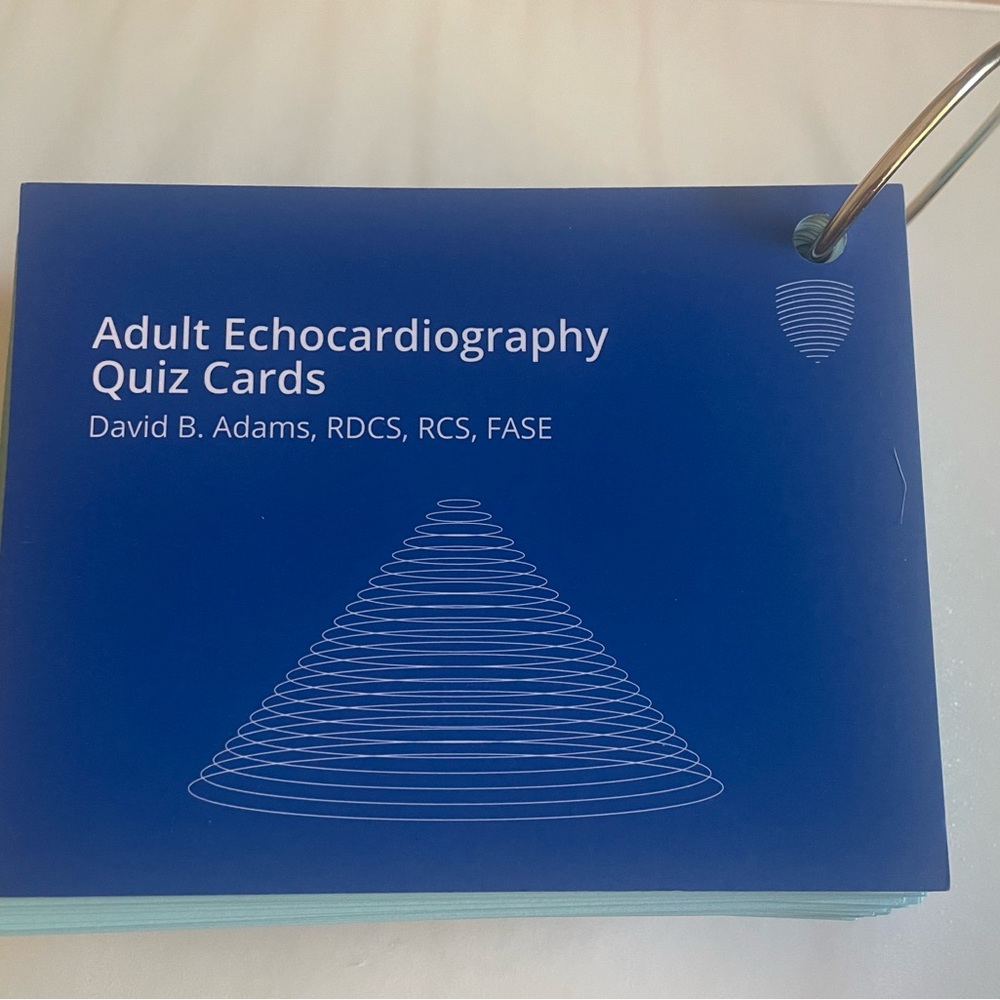 Adult Echocardiography
Quiz Cards
David B. Adams, RDCS, RCS, FASE